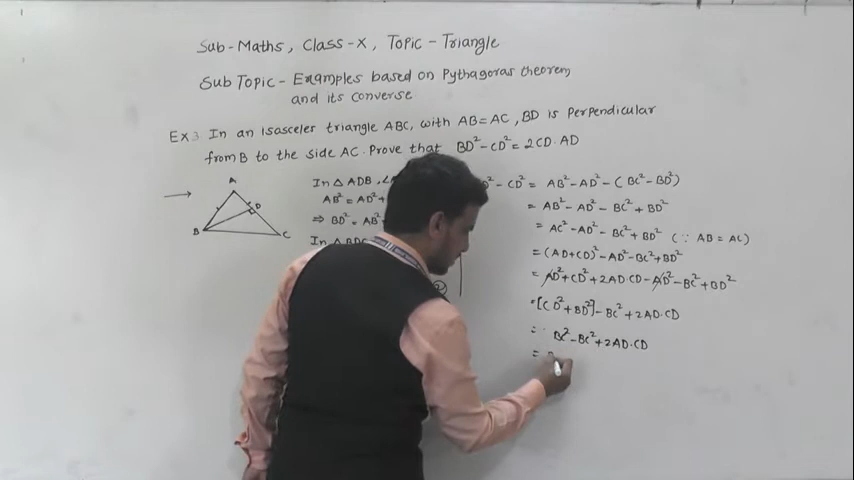 Sub-Maths, Class-X, Topic-Triangle
Sub Topic- Examples based on Pythagoras theorem
and its converse
Ex 3 In an isasceler triangle ABC, with AB=AC, BD is perpendicular
from B to the side AC. Prove that BD²-CD²=2CD.AD
A
D
B
C
In △ ADB,
AB² = AD²+
⇒ BD² = AB²
In △ BDC
②
D²-CD² = AB²-AD²-(BC²-BD²)
= AB²-AD²-BC²+BD²
= AC²-AD²-BC²+BD² (∵ AB=AC)
= (AD+CD)²-AD²-BC²+BD²
= AD²+CD²+2AD.CD-AD²-BC²+BD²
=[CD²+BD²]-BC²+2AD.CD
= BC²-BC²+2AD.CD
=